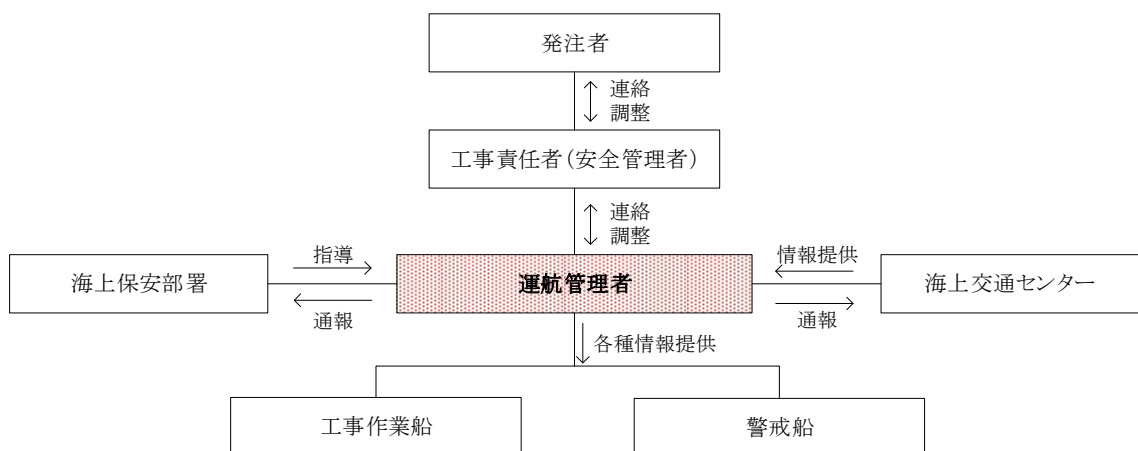 発注者
連絡
調整
工事責任者(安全管理者)
連絡
調整
指導
情報提供
海上保安部署
運航管理者
海上交通センター
通報
通報
各種情報提供
工事作業船
警戒船